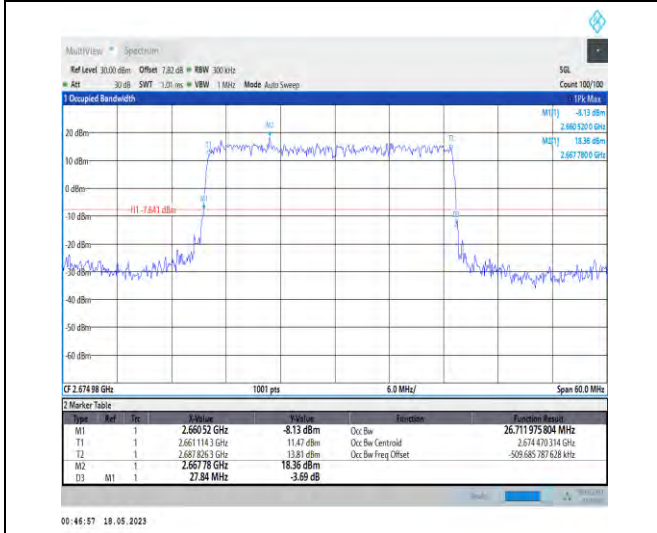 MultiView Spectrum
Ref Level 30.00 dBm Offset 7.82 dB RBW 300 kHz SGL
Att 30 dB SWT 1.01 ms VBW 1 MHz Mode Auto Sweep Count 100/100
1 Occupied Bandwidth 1Pk Max
M1[1] -8.13 dBm
2.660 520 0 GHz
M2[1] 18.36 dBm
2.667 780 0 GHz
M2
20 dBm
T1
T2
10 dBm
0 dBm
M1
H1 -7.641 dBm
-10 dBm
D3
-20 dBm
-30 dBm
-40 dBm
-50 dBm
-60 dBm
CF 2.674 98 GHz 1001 pts 6.0 MHz/ Span 60.0 MHz
2 Marker Table
Type Ref Trc X-Value Y-Value Function Function Result
M1 1 2.660 52 GHz -8.13 dBm Occ Bw 26.711 975 804 MHz
T1 1 2.661 114 3 GHz 11.47 dBm Occ Bw Centroid 2.674 470 314 GHz
T2 1 2.687 826 3 GHz 13.81 dBm Occ Bw Freq Offset -509.685 787 628 kHz
M2 1 2.667 78 GHz 18.36 dBm
D3 M1 1 27.84 MHz -3.69 dB
Ready
00:46:57 18.05.2023